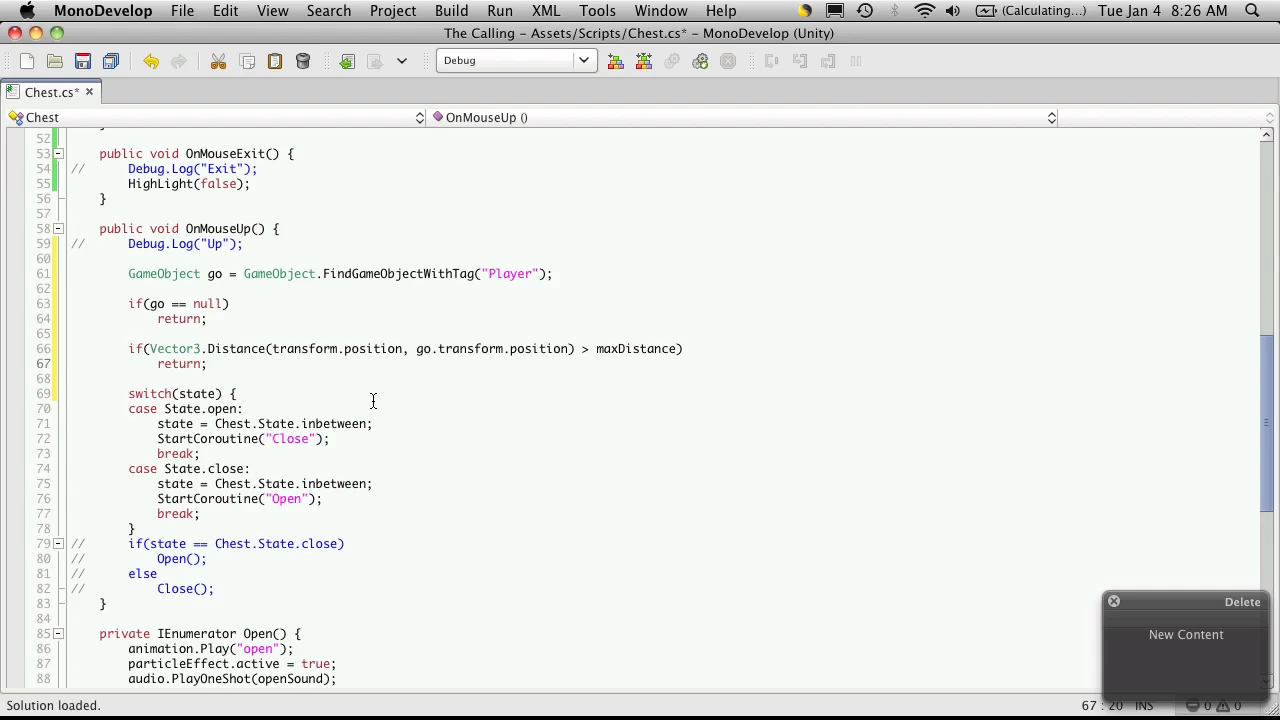 MonoDevelop File Edit View Search Project Build Run XML Tools Window Help (Calculating...) Tue Jan 4 8:26 AM
The Calling – Assets/Scripts/Chest.cs* – MonoDevelop (Unity)
Debug
Chest.cs*
Chest OnMouseUp ()
52
53 public void OnMouseExit() {
54 // Debug.Log("Exit");
55 HighLight(false);
56 }
57
58 public void OnMouseUp() {
59 // Debug.Log("Up");
60
61 GameObject go = GameObject.FindGameObjectWithTag("Player");
62
63 if(go == null)
64 return;
65
66 if(Vector3.Distance(transform.position, go.transform.position) > maxDistance)
67 return;
68
69 switch(state) {
70 case State.open:
71 state = Chest.State.inbetween;
72 StartCoroutine("Close");
73 break;
74 case State.close:
75 state = Chest.State.inbetween;
76 StartCoroutine("Open");
77 break;
78 }
79 // if(state == Chest.State.close)
80 // Open();
81 // else
82 // Close();
83 }
84
85 private IEnumerator Open() {
86 animation.Play("open");
87 particleEffect.active = true;
88 audio.PlayOneShot(openSound);
Delete
New Content
Solution loaded. 67 : 20 INS 0 0